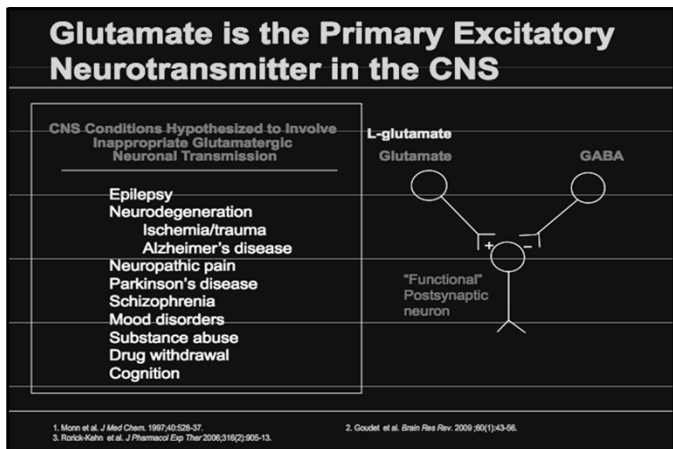 Glutamate is the Primary Excitatory
Neurotransmitter in the CNS
CNS Conditions Hypothesized to Involve
Inappropriate Glutamatergic
Neuronal Transmission
Epilepsy
Neurodegeneration
Ischemia/trauma
Alzheimer's disease
Neuropathic pain
Parkinson's disease
Schizophrenia
Mood disorders
Substance abuse
Drug withdrawal
Cognition
L-glutamate
Glutamate
GABA
+
–
"Functional"
Postsynaptic
neuron
1. Monn et al. J Med Chem. 1997;40:528-37.
2. Goudet et al. Brain Res Rev. 2009 ;60(1):43-56.
3. Rorick-Kehn et al. J Pharmacol Exp Ther 2006;316(2):905-13.